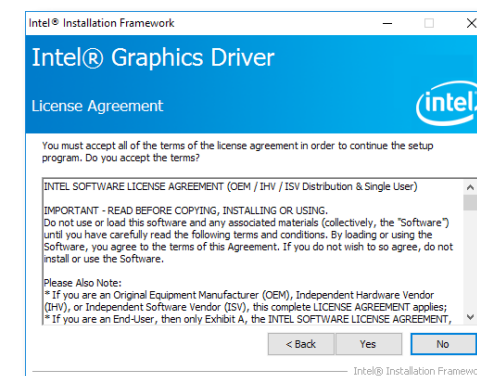 Intel® Installation Framework
Intel® Graphics Driver
License Agreement
intel
You must accept all of the terms of the license agreement in order to continue the setup
program. Do you accept the terms?
INTEL SOFTWARE LICENSE AGREEMENT (OEM / IHV / ISV Distribution & Single User)
IMPORTANT - READ BEFORE COPYING, INSTALLING OR USING.
Do not use or load this software and any associated materials (collectively, the "Software")
until you have carefully read the following terms and conditions. By loading or using the
Software, you agree to the terms of this Agreement. If you do not wish to so agree, do not
install or use the Software.
Please Also Note:
* If you are an Original Equipment Manufacturer (OEM), Independent Hardware Vendor
(IHV), or Independent Software Vendor (ISV), this complete LICENSE AGREEMENT applies;
* If you are an End-User, then only Exhibit A, the INTEL SOFTWARE LICENSE AGREEMENT,
< Back Yes No
Intel® Installation Framewo